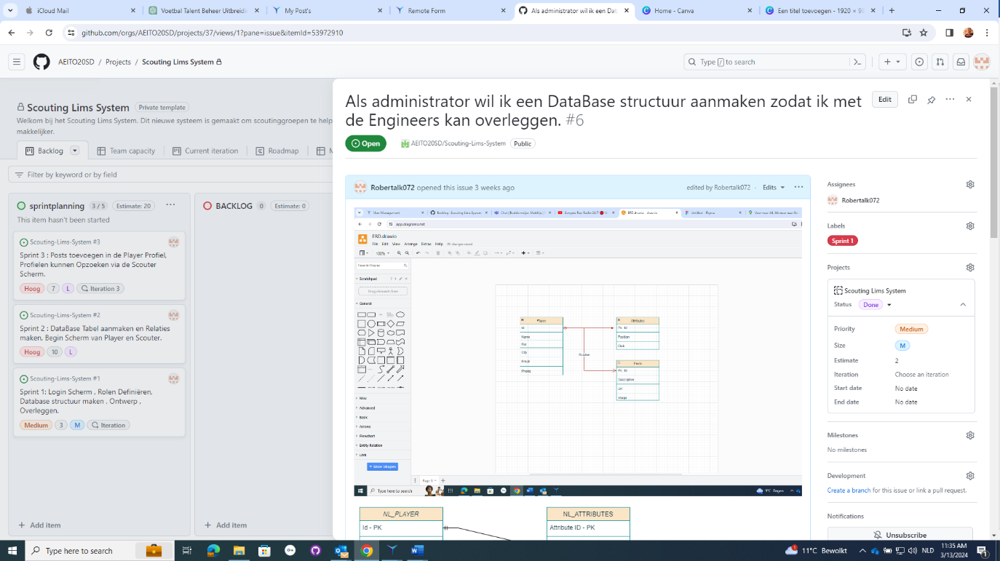 iCloud Mail
Voetbal Talent Beheer Uitbreidi
My Post's
Remote Form
Als administrator wil ik een Data
Home - Canva
Een titel toevoegen - 1920 × 99
github.com/orgs/AEITO20SD/projects/37/views/1?pane=issue&itemId=53972910
AEITO20SD / Projects / Scouting Lims System
Type / to search
Scouting Lims System
Private template
Welkom bij het Scouting Lims System. Dit nieuwe systeem is gemaakt om scoutinggroepen te help
makkelijker.
Backlog
Team capacity
Current iteration
Roadmap
Filter by keyword or by field
sprintplanning 3 / 5 Estimate: 20
This item hasn't been started
Scouting-Lims-System #3
Sprint 3 : Posts toevoegen in de Player Profiel,
Profielen kunnen Opzoeken via de Scouter
Scherm.
Hoog 7 L Iteration 3
Scouting-Lims-System #2
Sprint 2 : DataBase Tabel aanmaken en Relaties
maken, Begin Scherm van Player en Scouter.
Hoog 10 L
Scouting-Lims-System #1
Sprint 1: Login Scherm , Rolen Definiëren,
Database structuur maken , Ontwerp ,
Overleggen.
Medium 3 M Iteration
Add item
BACKLOG 0 Estimate: 0
Add item
Als administrator wil ik een DataBase structuur aanmaken zodat ik met
de Engineers kan overleggen. #6
Edit
Open
AEITO20SD/Scouting-Lims-System
Public
Robertalk072 opened this issue 3 weeks ago
edited by Robertalk072 · Edits
User Management
app.diagrams.net
ERD.drawio
File Edit View Arrange Extras Help All changes saved
100%
Search Shapes
Scratchpad
Drag elements here
General
Misc
Advanced
Basic
Arrows
Flowchart
Entity Relation
UML
+ More Shapes
Player
Id
Name
City
Email
Phone
Attributes
Position
Club
Posts
Description
Url
Image
Page-1
Type here to search
9°C Regen
NL_PLAYER
Id - PK
NL_ATTRIBUTES
Attribute ID - PK
Assignees
Robertalk072
Labels
Sprint 1
Projects
Scouting Lims System
Status Done
Priority Medium
Size M
Estimate 2
Iteration Choose an iteration
Start date No date
End date No date
Milestones
No milestones
Development
Create a branch for this issue or link a pull request.
Notifications
Unsubscribe
Type here to search
11°C Bewolkt
NLD
11:35 AM
3/13/2024